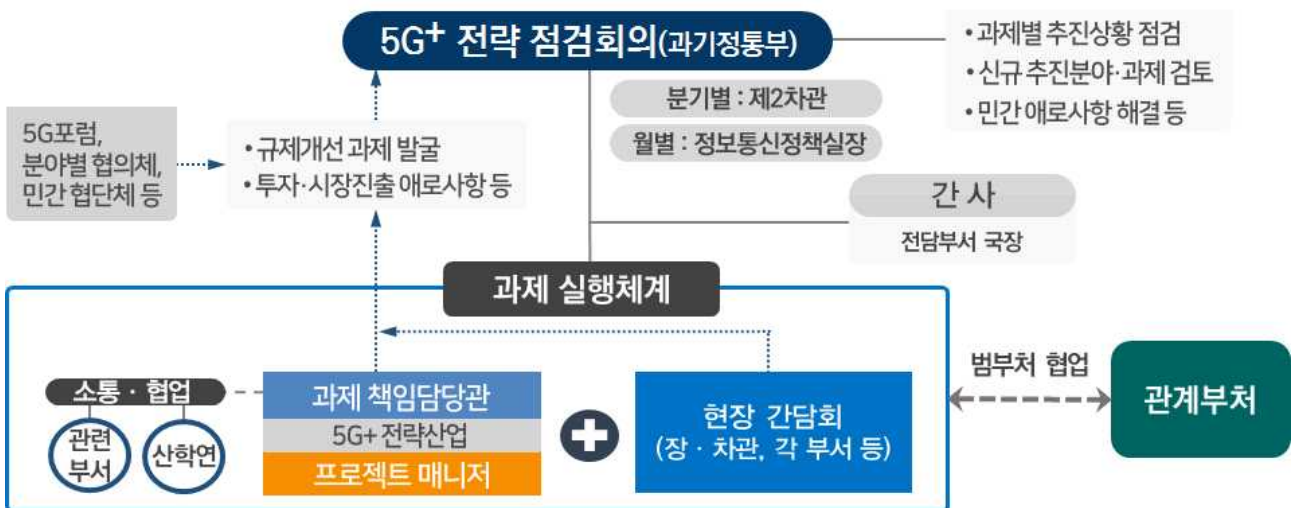 5G+ 전략 점검회의(과기정통부)
• 과제별 추진상황 점검
• 신규 추진분야·과제 검토
• 민간 애로사항 해결 등
분기별 : 제2차관
월별 : 정보통신정책실장
5G포럼,
분야별 협의체,
민간 협단체 등
• 규제개선 과제 발굴
• 투자·시장진출 애로사항 등
간 사
전담부서 국장
과제 실행체계
소통 · 협업
관련
부서
산학연
과제 책임담당관
5G+ 전략산업
프로젝트 매니저
현장 간담회
(장 · 차관, 각 부서 등)
범부처 협업
관계부처